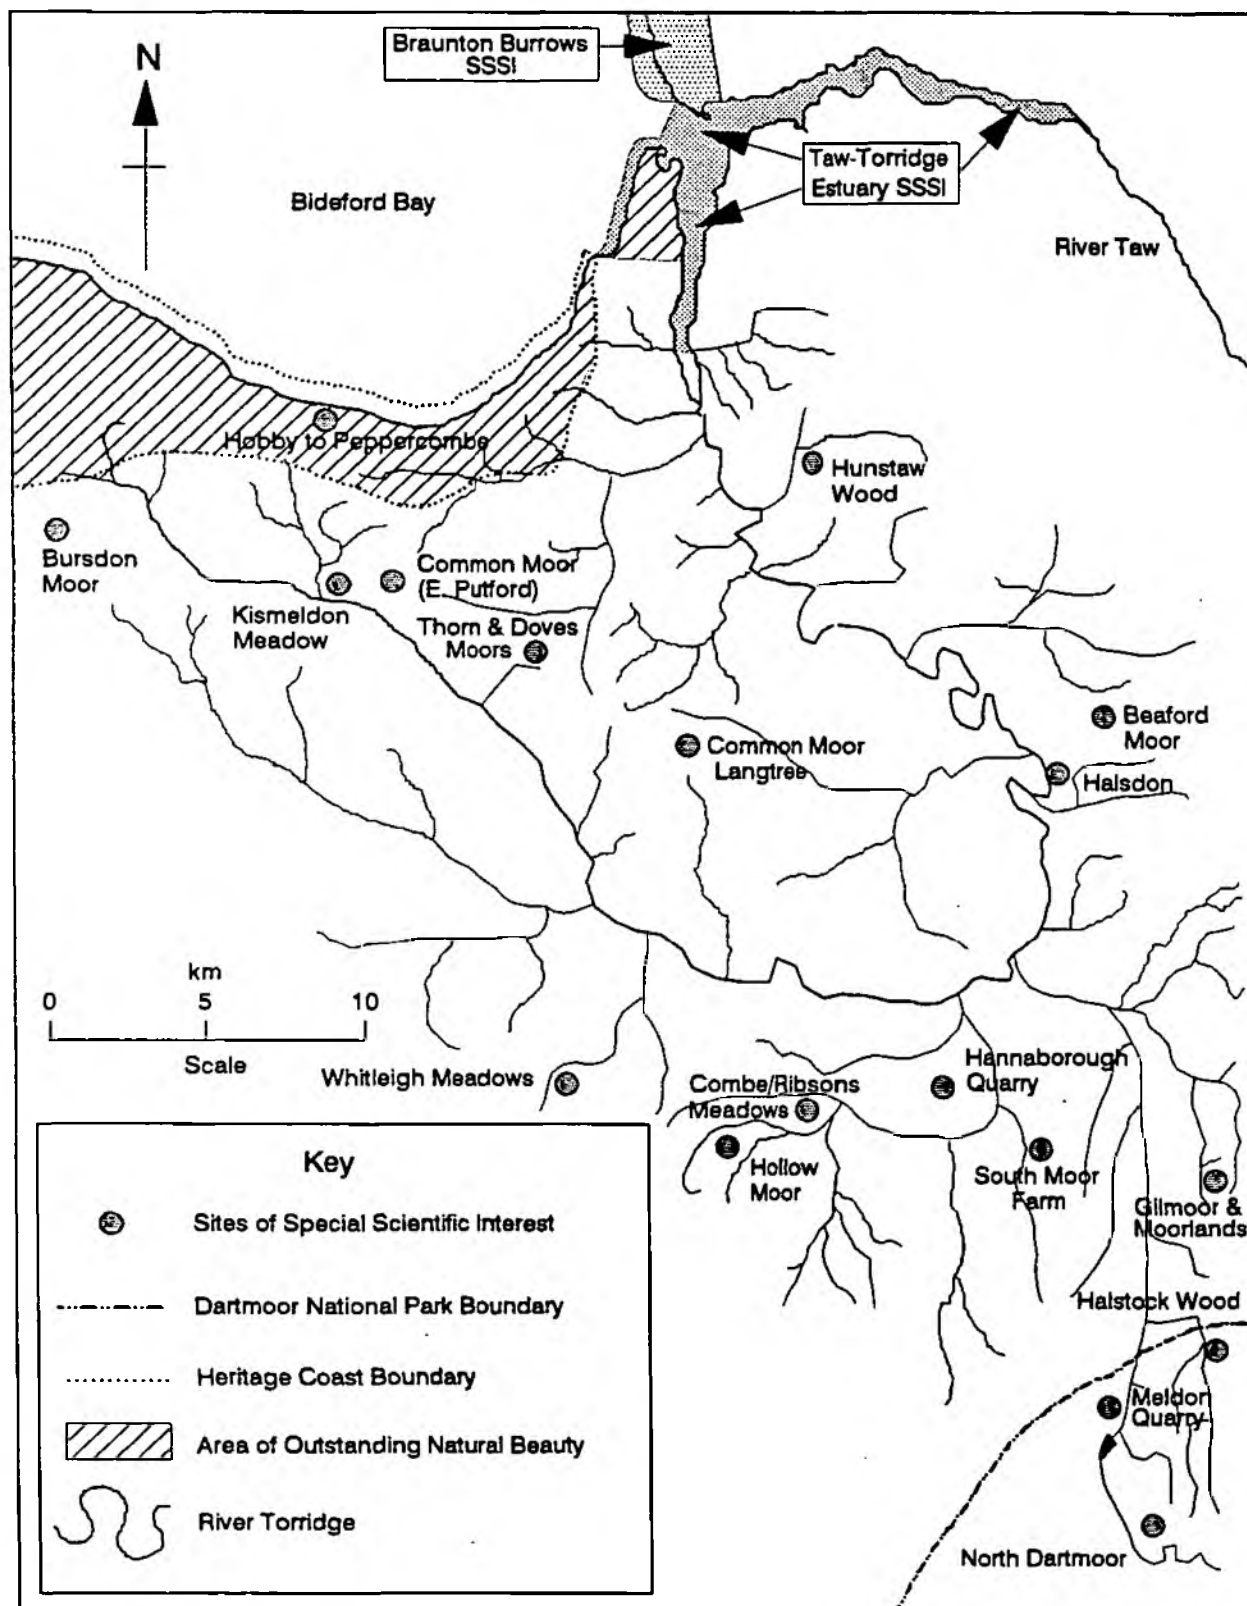 Braunton Burrows
SSSI
N
Taw-Torridge
Estuary SSSI
Bideford Bay
River Taw
Hobby to Peppercombe
Hunstaw
Wood
Bursdon
Moor
Common Moor
(E. Putford)
Kismeldon
Meadow
Thorn & Doves
Moors
Beaford
Moor
Common Moor
Langtree
Halsdon
km
0 5 10
Scale
Whitleigh Meadows
Hannaborough
Quarry
Combe/Ribsons
Meadows
Hollow
Moor
South Moor
Farm
Gilmoor &
Moorlands
Halstock Wood
Meldon
Quarry
North Dartmoor
Key
Sites of Special Scientific Interest
Dartmoor National Park Boundary
Heritage Coast Boundary
Area of Outstanding Natural Beauty
River Torridge